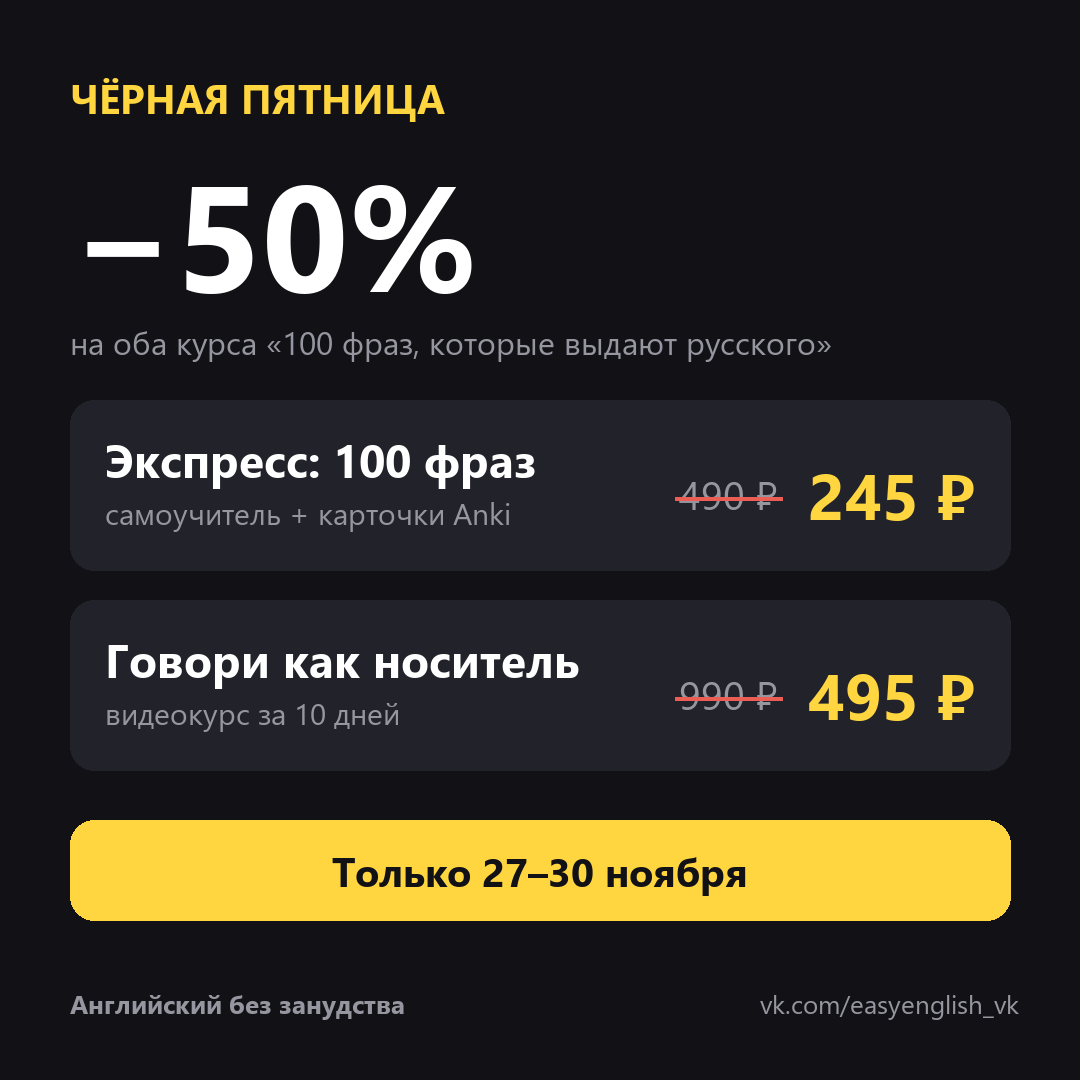 ЧЁРНАЯ ПЯТНИЦА
–50%
на оба курса «100 фраз, которые выдают русского»
Экспресс: 100 фраз
самоучитель + карточки Anki
490 ₽ 245 ₽
Говори как носитель
видеокурс за 10 дней
990 ₽ 495 ₽
Только 27–30 ноября
Английский без занудства
vk.com/easyenglish_vk